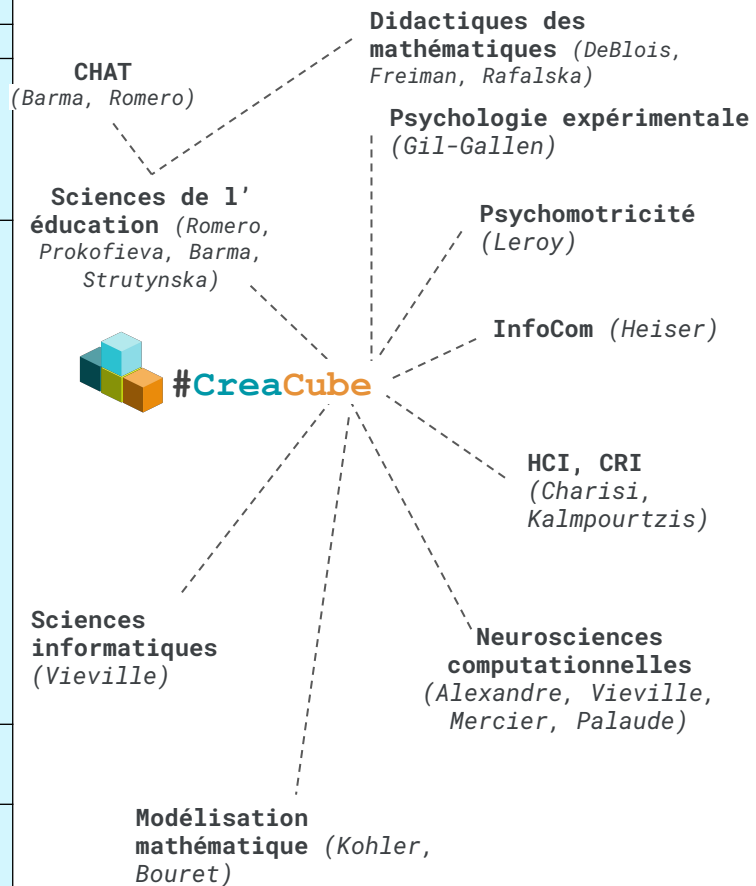 Didactiques des
mathématiques (DeBlois,
Freiman, Rafalska)
CHAT
(Barma, Romero)
Psychologie expérimentale
(Gil-Gallen)
Sciences de l’
éducation (Romero,
Prokofieva, Barma,
Strutynska)
Psychomotricité
(Leroy)
InfoCom (Heiser)
#CreaCube
HCI, CRI
(Charisi,
Kalmpourtzis)
Sciences
informatiques
(Vieville)
Neurosciences
computationnelles
(Alexandre, Vieville,
Mercier, Palaude)
Modélisation
mathématique (Kohler,
Bouret)